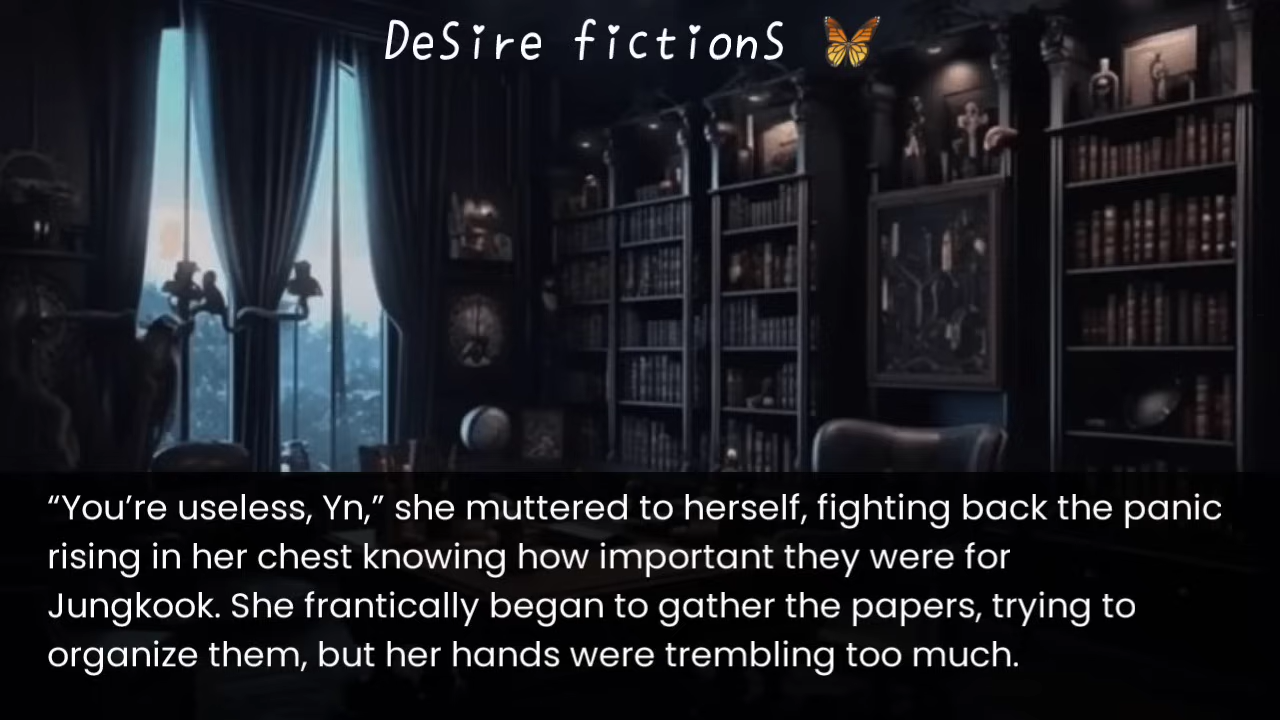 DeSire fictionS 🦋
“You’re useless, Yn,” she muttered to herself, fighting back the panic
rising in her chest knowing how important they were for
Jungkook. She frantically began to gather the papers, trying to
organize them, but her hands were trembling too much.